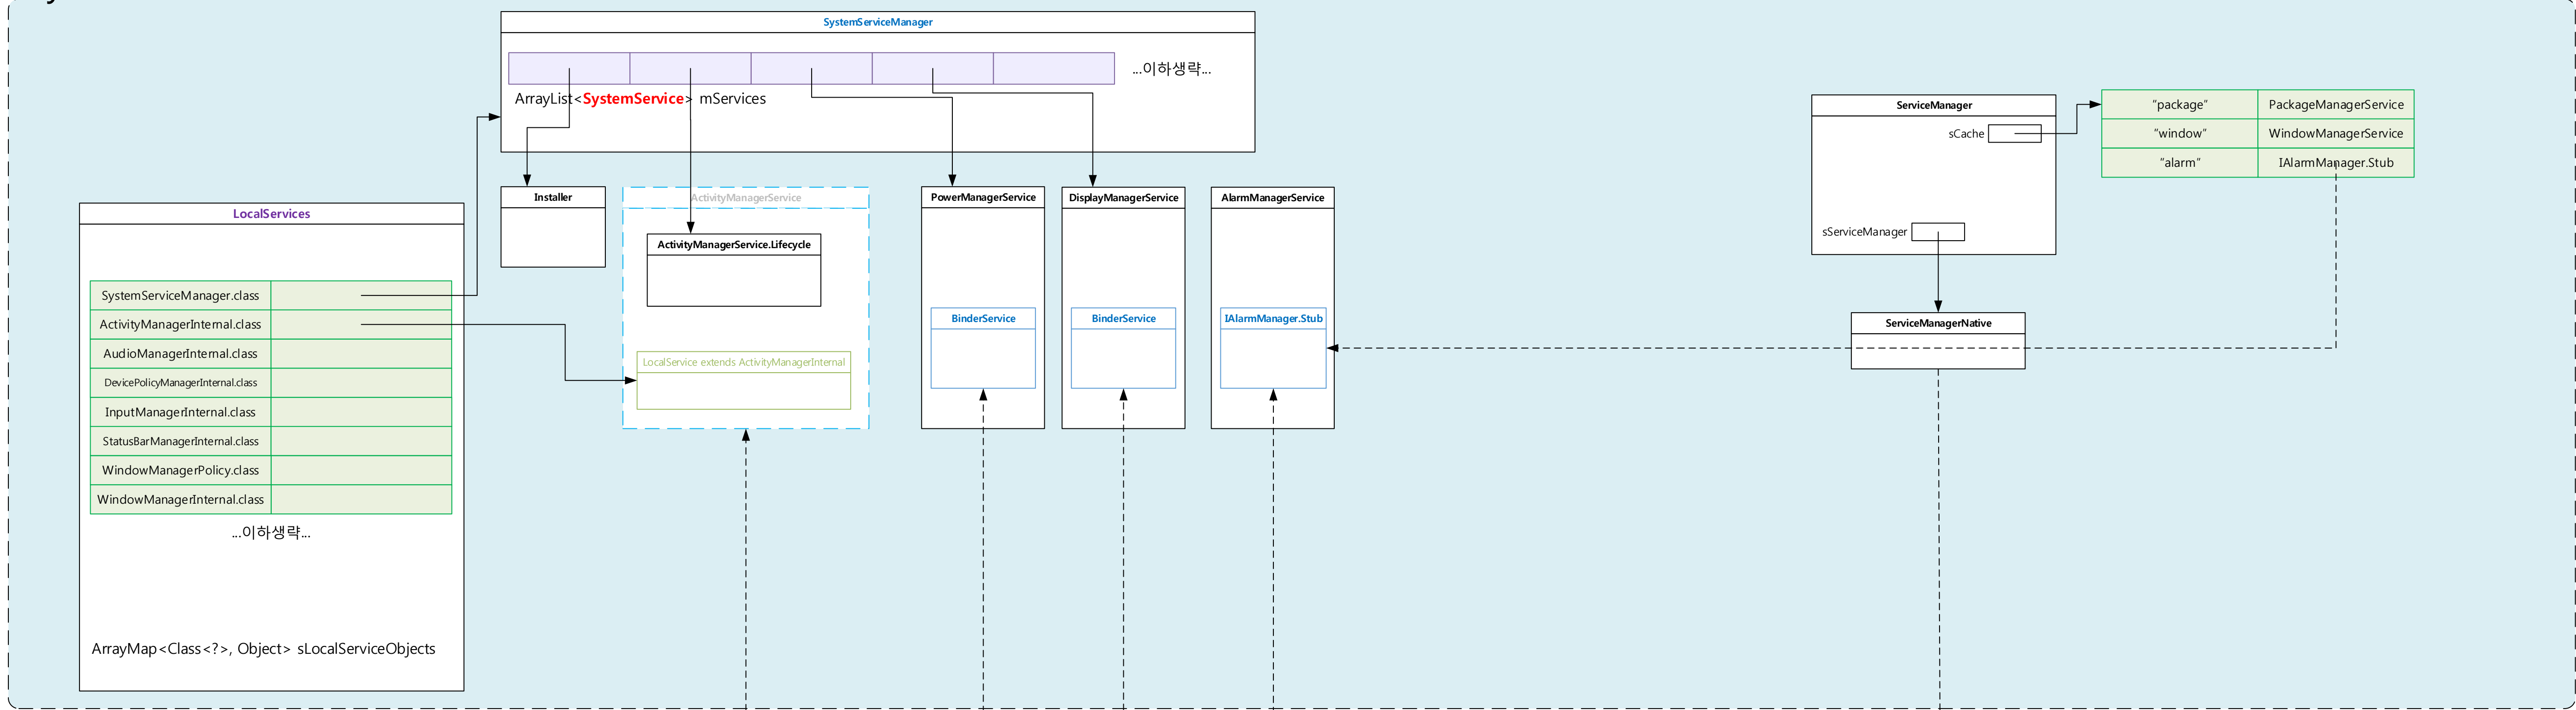 SystemServiceManager
...이하생략...
ArrayList<SystemService> mServices
ServiceManager
sCache
"package"
PackageManagerService
"window"
WindowManagerService
"alarm"
IAlarmManager.Stub
sServiceManager
ServiceManagerNative
LocalServices
SystemServiceManager.class
ActivityManagerInternal.class
AudioManagerInternal.class
DevicePolicyManagerInternal.class
InputManagerInternal.class
StatusBarManagerInternal.class
WindowManagerPolicy.class
WindowManagerInternal.class
...이하생략...
ArrayMap<Class<?>, Object> sLocalServiceObjects
Installer
ActivityManagerService
ActivityManagerService.Lifecycle
LocalService extends ActivityManagerInternal
PowerManagerService
BinderService
DisplayManagerService
BinderService
AlarmManagerService
IAlarmManager.Stub